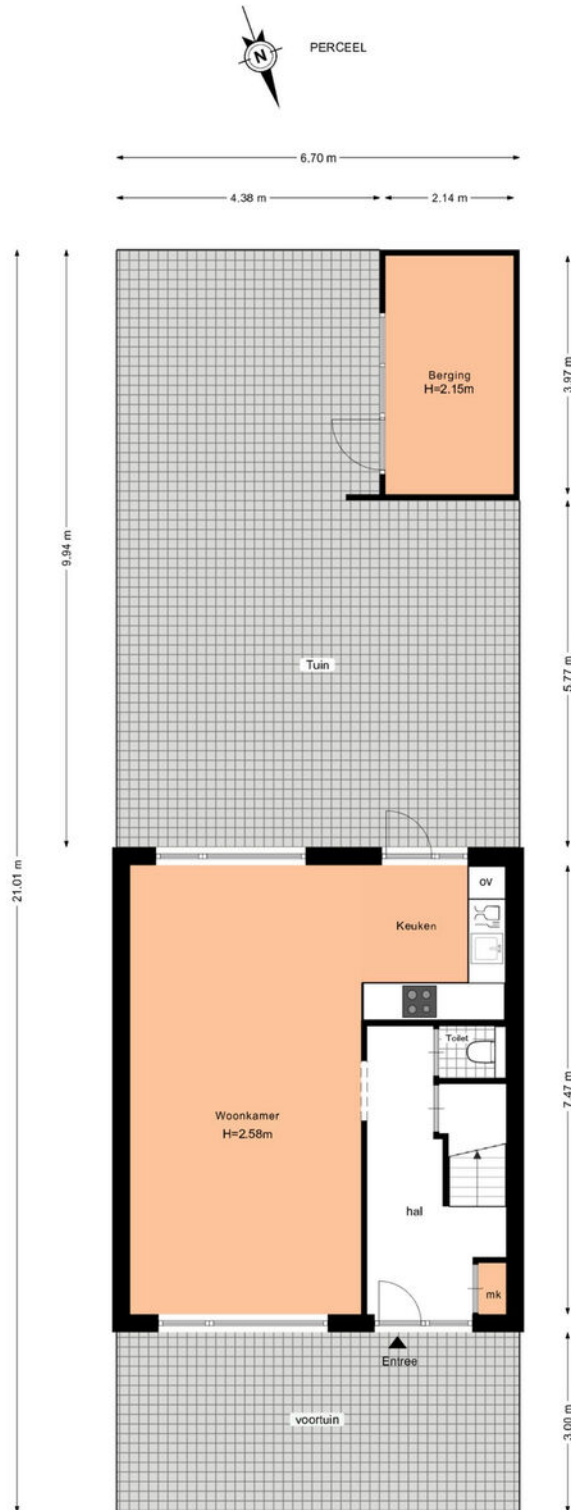 N
PERCEEL
6.70 m
4.38 m
2.14 m
Berging
H=2.15m
3.97 m
9.94 m
Tuin
5.77 m
21.01 m
ov
Keuken
Toilet
Woonkamer
H=2.58m
7.47 m
hal
mk
Entree
voortuin
3.00 m